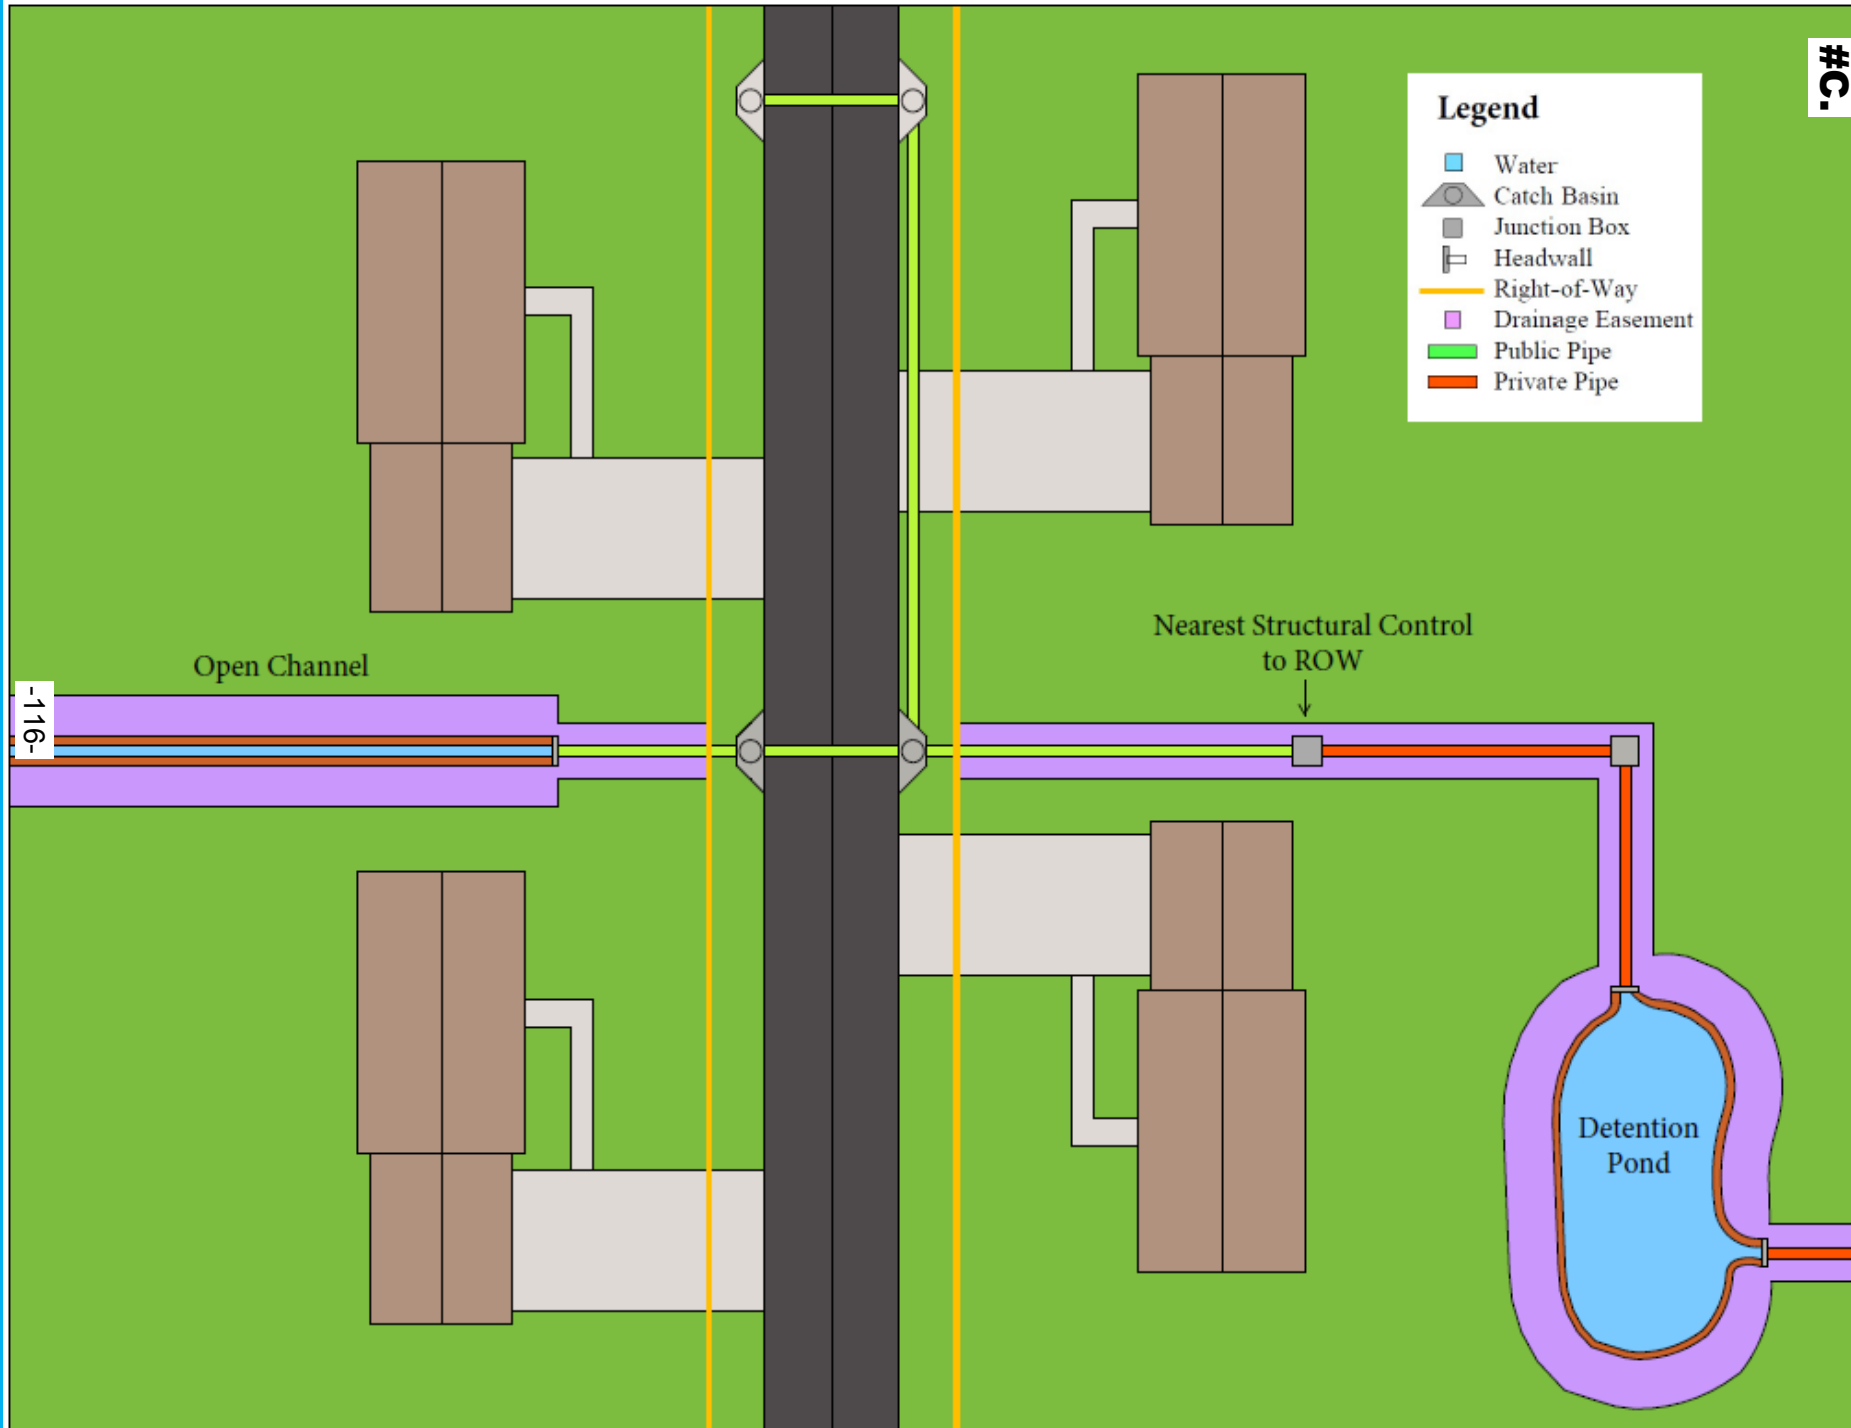 #C.
Legend
Water
Catch Basin
Junction Box
Headwall
Right-of-Way
Drainage Easement
Public Pipe
Private Pipe
Nearest Structural Control
to ROW
Open Channel
-116-
Detention
Pond